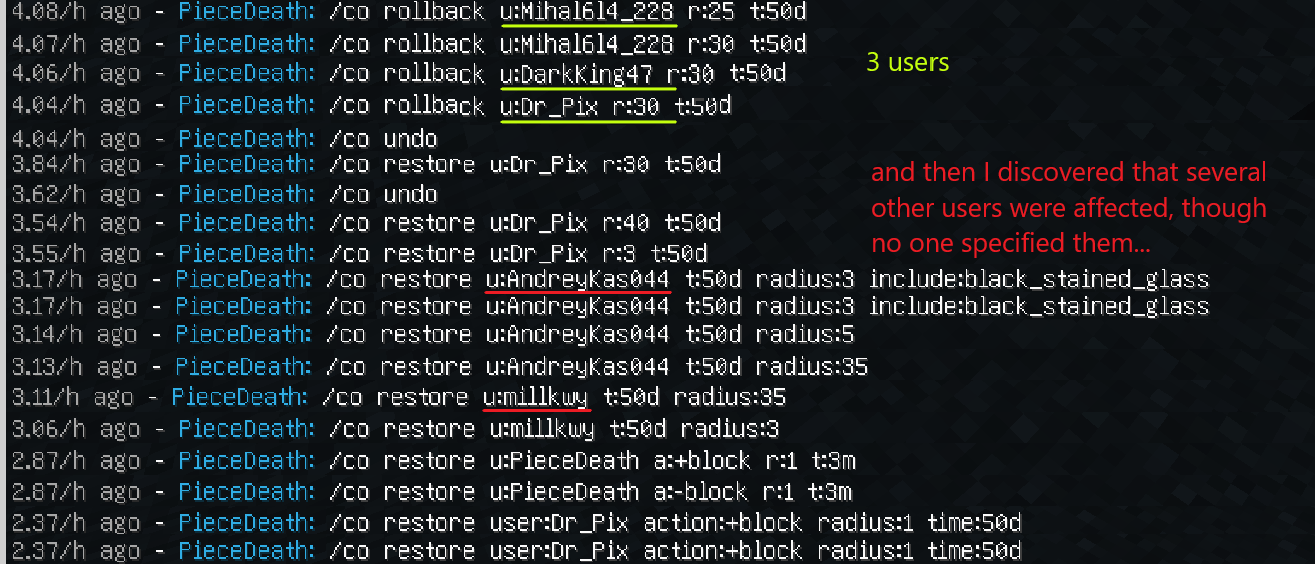 4.08/h ago - PieceDeath: /co rollback u:Mihal6l4_228 r:25 t:50d
4.07/h ago - PieceDeath: /co rollback u:Mihal6l4_228 r:30 t:50d
3 users
4.06/h ago - PieceDeath: /co rollback u:DarkKing47 r:30 t:50d
4.04/h ago - PieceDeath: /co rollback u:Dr_Pix r:30 t:50d
4.04/h ago - PieceDeath: /co undo
3.84/h ago - PieceDeath: /co restore u:Dr_Pix r:30 t:50d
3.62/h ago - PieceDeath: /co undo
3.54/h ago - PieceDeath: /co restore u:Dr_Pix r:40 t:50d
3.55/h ago - PieceDeath: /co restore u:Dr_Pix r:3 t:50d
and then I discovered that several
other users were affected, though
no one specified them...
3.17/h ago - PieceDeath: /co restore u:AndreyKas044 t:50d radius:3 include:black_stained_glass
3.17/h ago - PieceDeath: /co restore u:AndreyKas044 t:50d radius:3 include:black_stained_glass
3.14/h ago - PieceDeath: /co restore u:AndreyKas044 t:50d radius:5
3.13/h ago - PieceDeath: /co restore u:AndreyKas044 t:50d radius:35
3.11/h ago - PieceDeath: /co restore u:millkwy t:50d radius:35
3.06/h ago - PieceDeath: /co restore u:millkwy t:50d radius:3
2.87/h ago - PieceDeath: /co restore u:PieceDeath a:+block r:1 t:3m
2.87/h ago - PieceDeath: /co restore u:PieceDeath a:-block r:1 t:3m
2.37/h ago - PieceDeath: /co restore user:Dr_Pix action:+block radius:1 time:50d
2.37/h ago - PieceDeath: /co restore user:Dr_Pix action:+block radius:1 time:50d